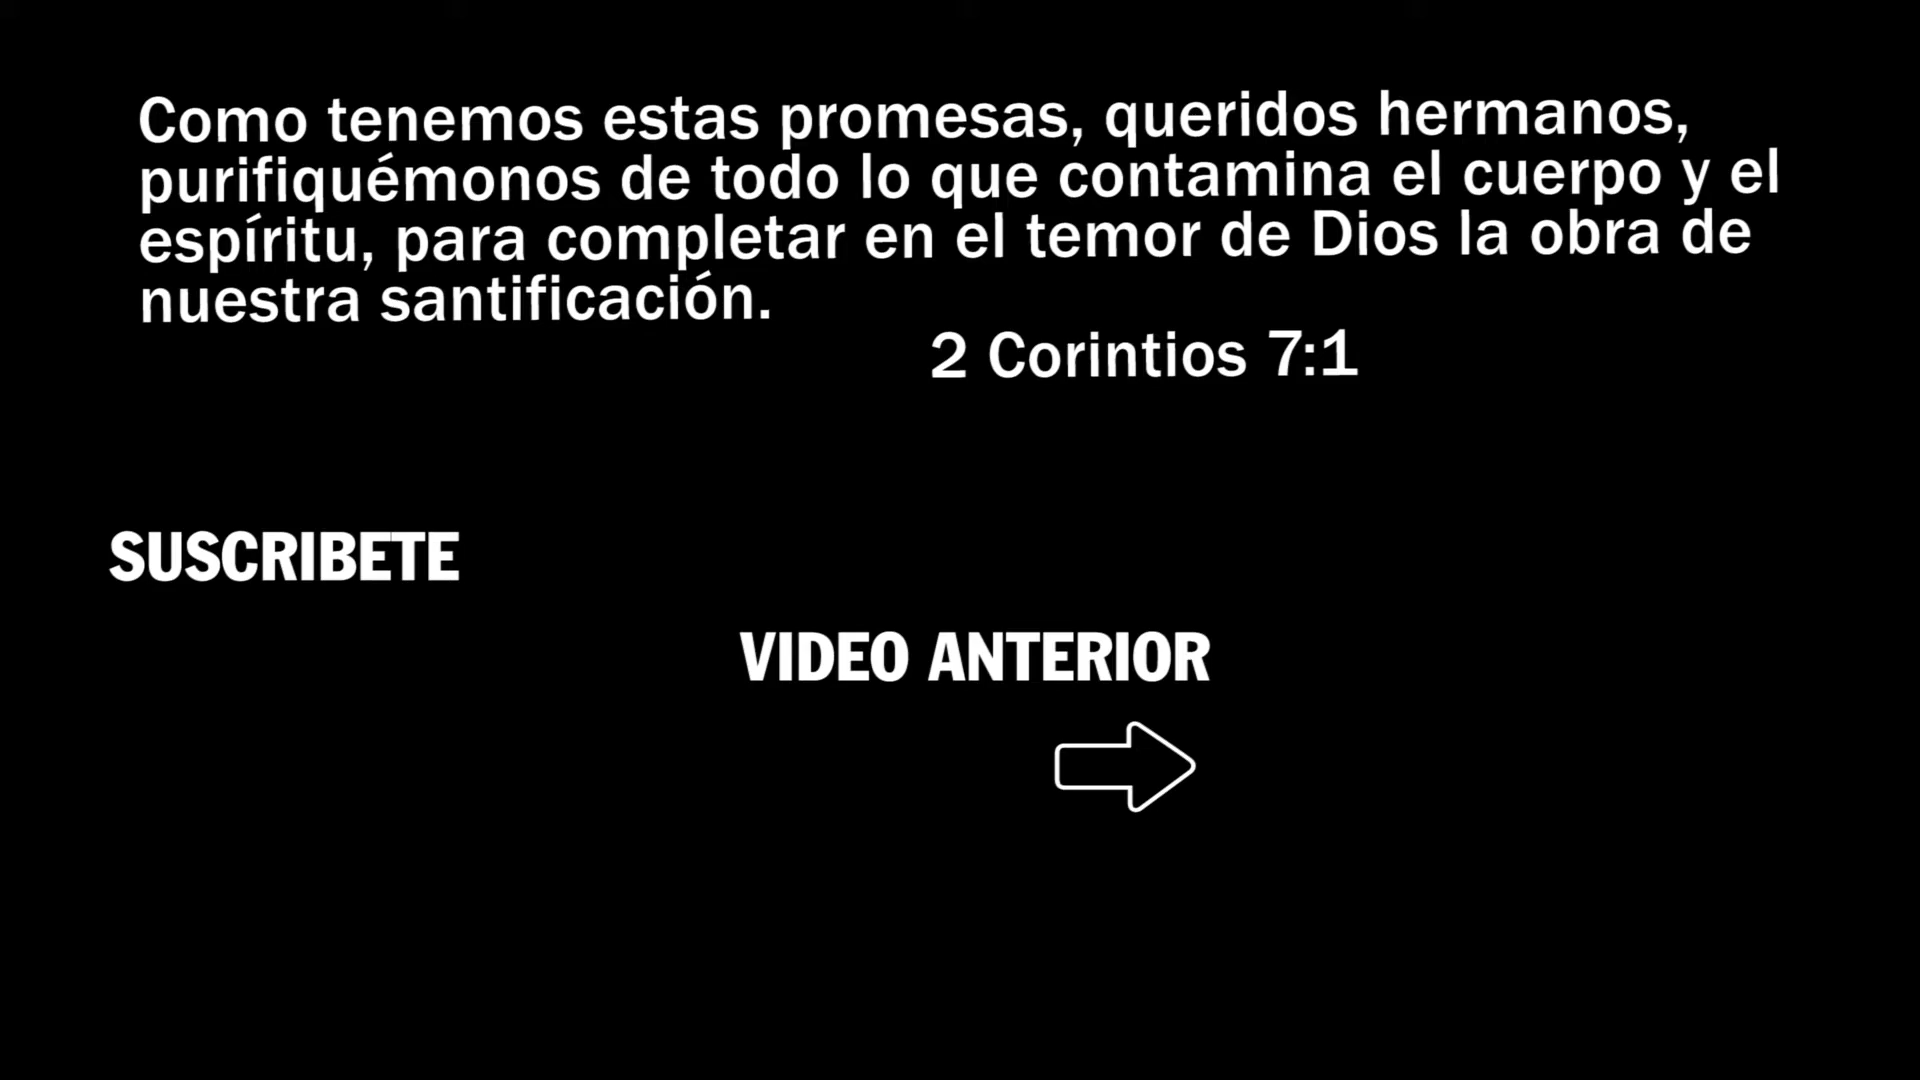 Como tenemos estas promesas, queridos hermanos,
purifiquémonos de todo lo que contamina el cuerpo y el
espíritu, para completar en el temor de Dios la obra de
nuestra santificación.
2 Corintios 7:1
SUSCRIBETE
VIDEO ANTERIOR